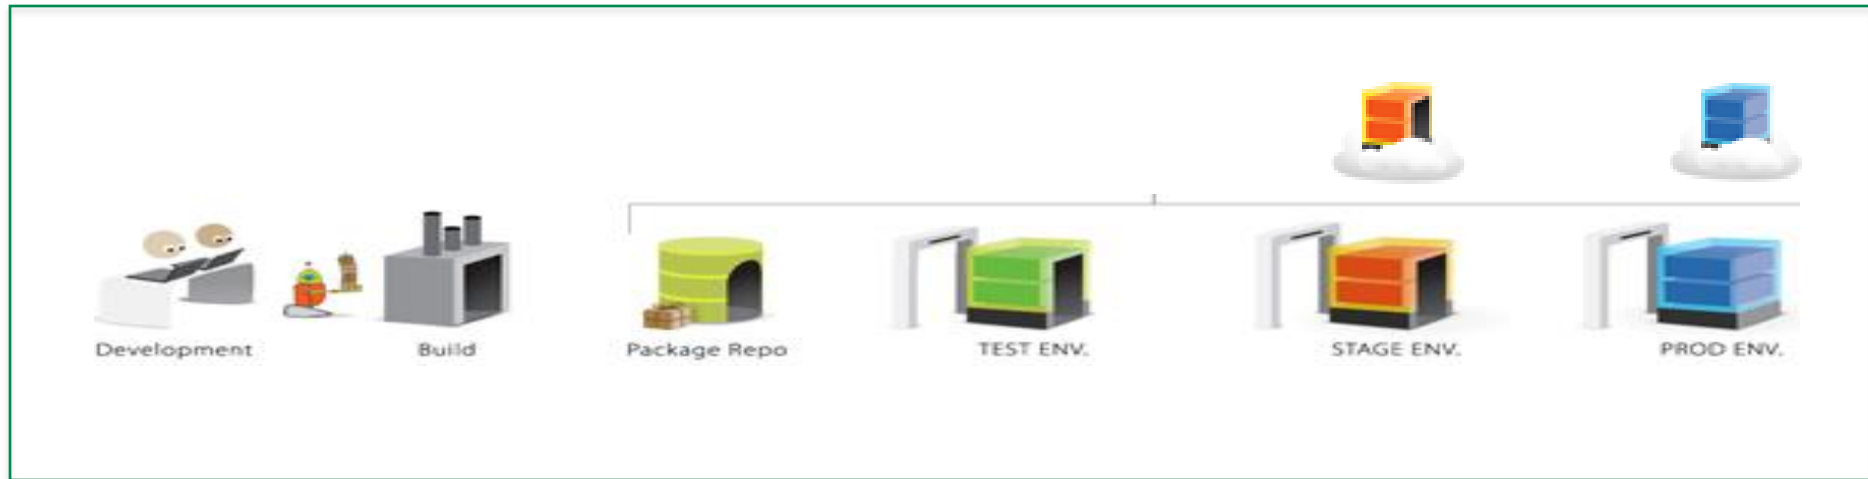 Development
Build
Package Repo
TEST ENV.
STAGE ENV.
PROD ENV.